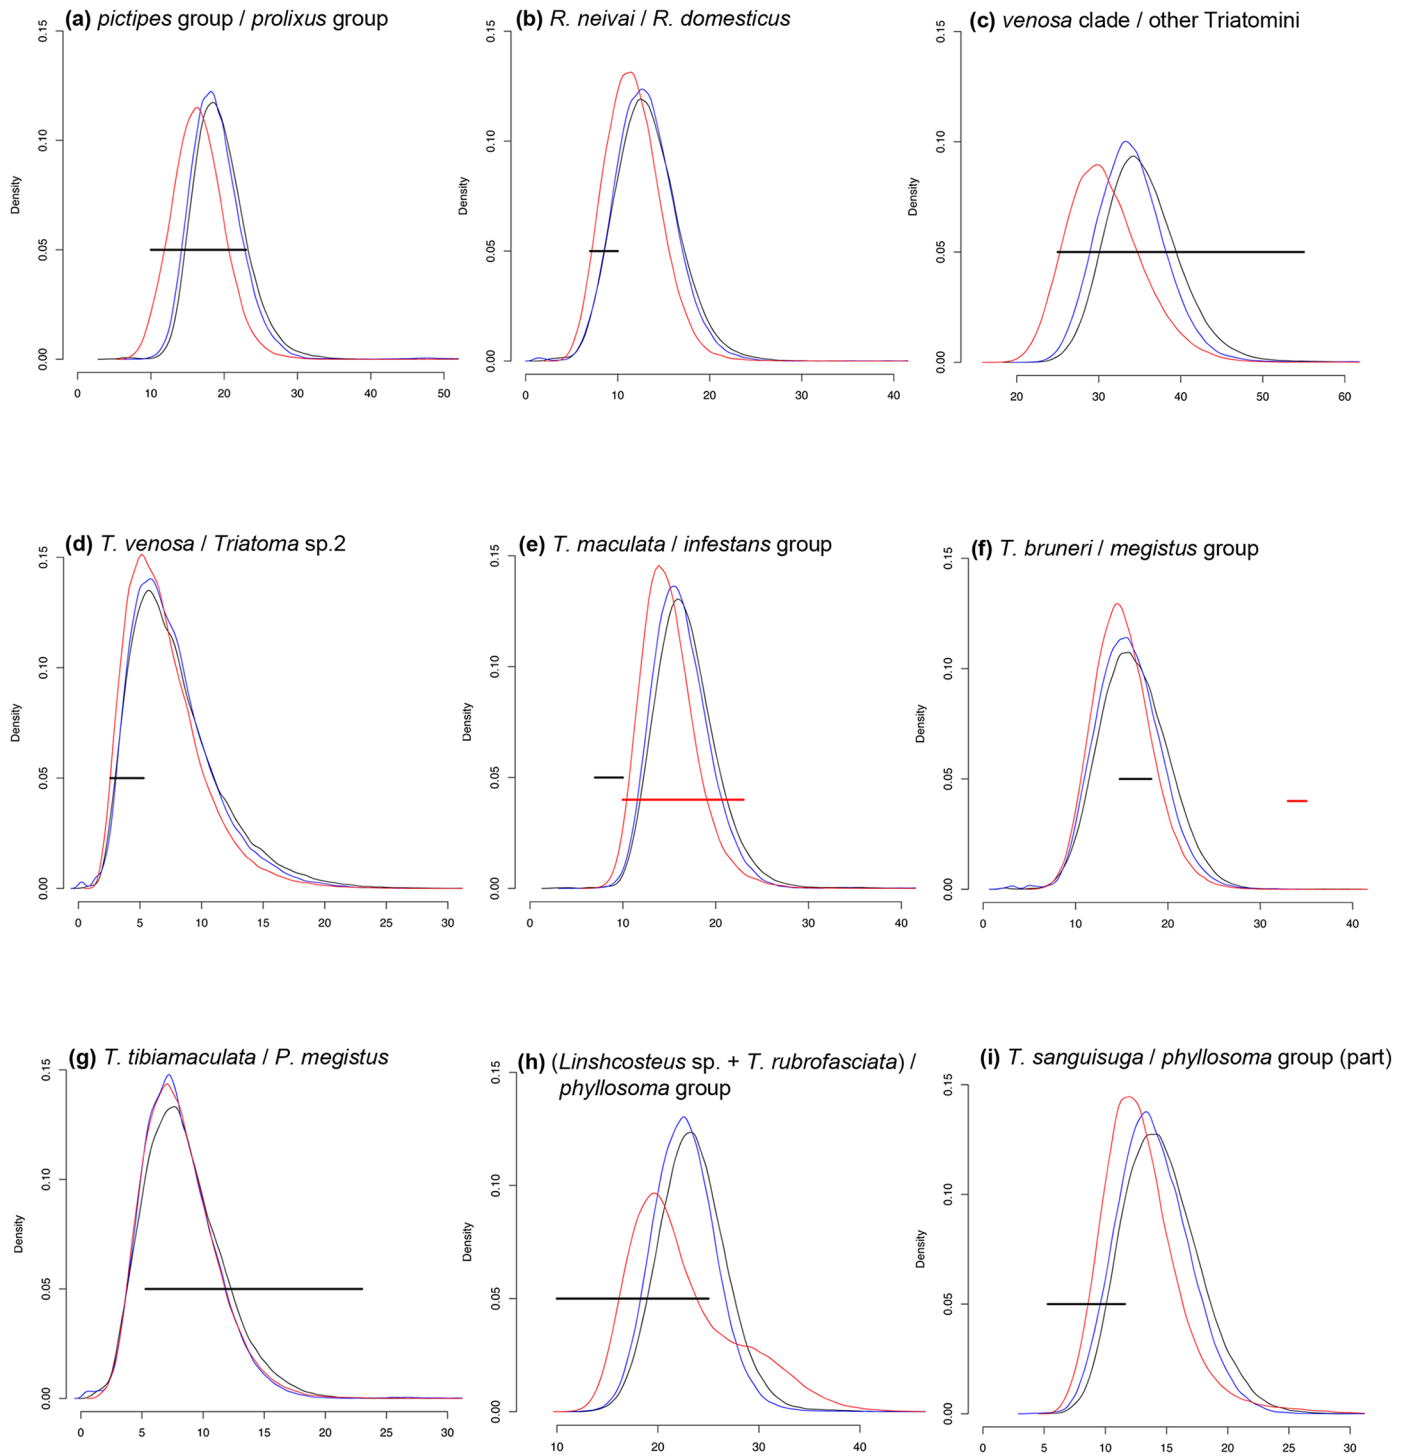 (a) pictipes group / prolixus group
0.15
0.10
Density
0.05
0.00
0 10 20 30 40 50
(b) R. neivai / R. domesticus
0.15
0.10
Density
0.05
0.00
0 10 20 30 40
(c) venosa clade / other Triatomini
0.15
0.10
Density
0.05
0.00
20 30 40 50 60
(d) T. venosa / Triatoma sp.2
0.15
0.10
Density
0.05
0.00
0 5 10 15 20 25 30
(e) T. maculata / infestans group
0.15
0.10
Density
0.05
0.00
0 10 20 30 40
(f) T. bruneri / megistus group
0.15
0.10
Density
0.05
0.00
0 10 20 30 40
(g) T. tibiamaculata / P. megistus
0.15
0.10
Density
0.05
0.00
0 5 10 15 20 25 30
(h) (Linshcosteus sp. + T. rubrofasciata) /
phyllosoma group
0.15
0.10
Density
0.05
0.00
10 20 30 40
(i) T. sanguisuga / phyllosoma group (part)
0.15
0.10
Density
0.05
0.00
0 5 10 15 20 25 30